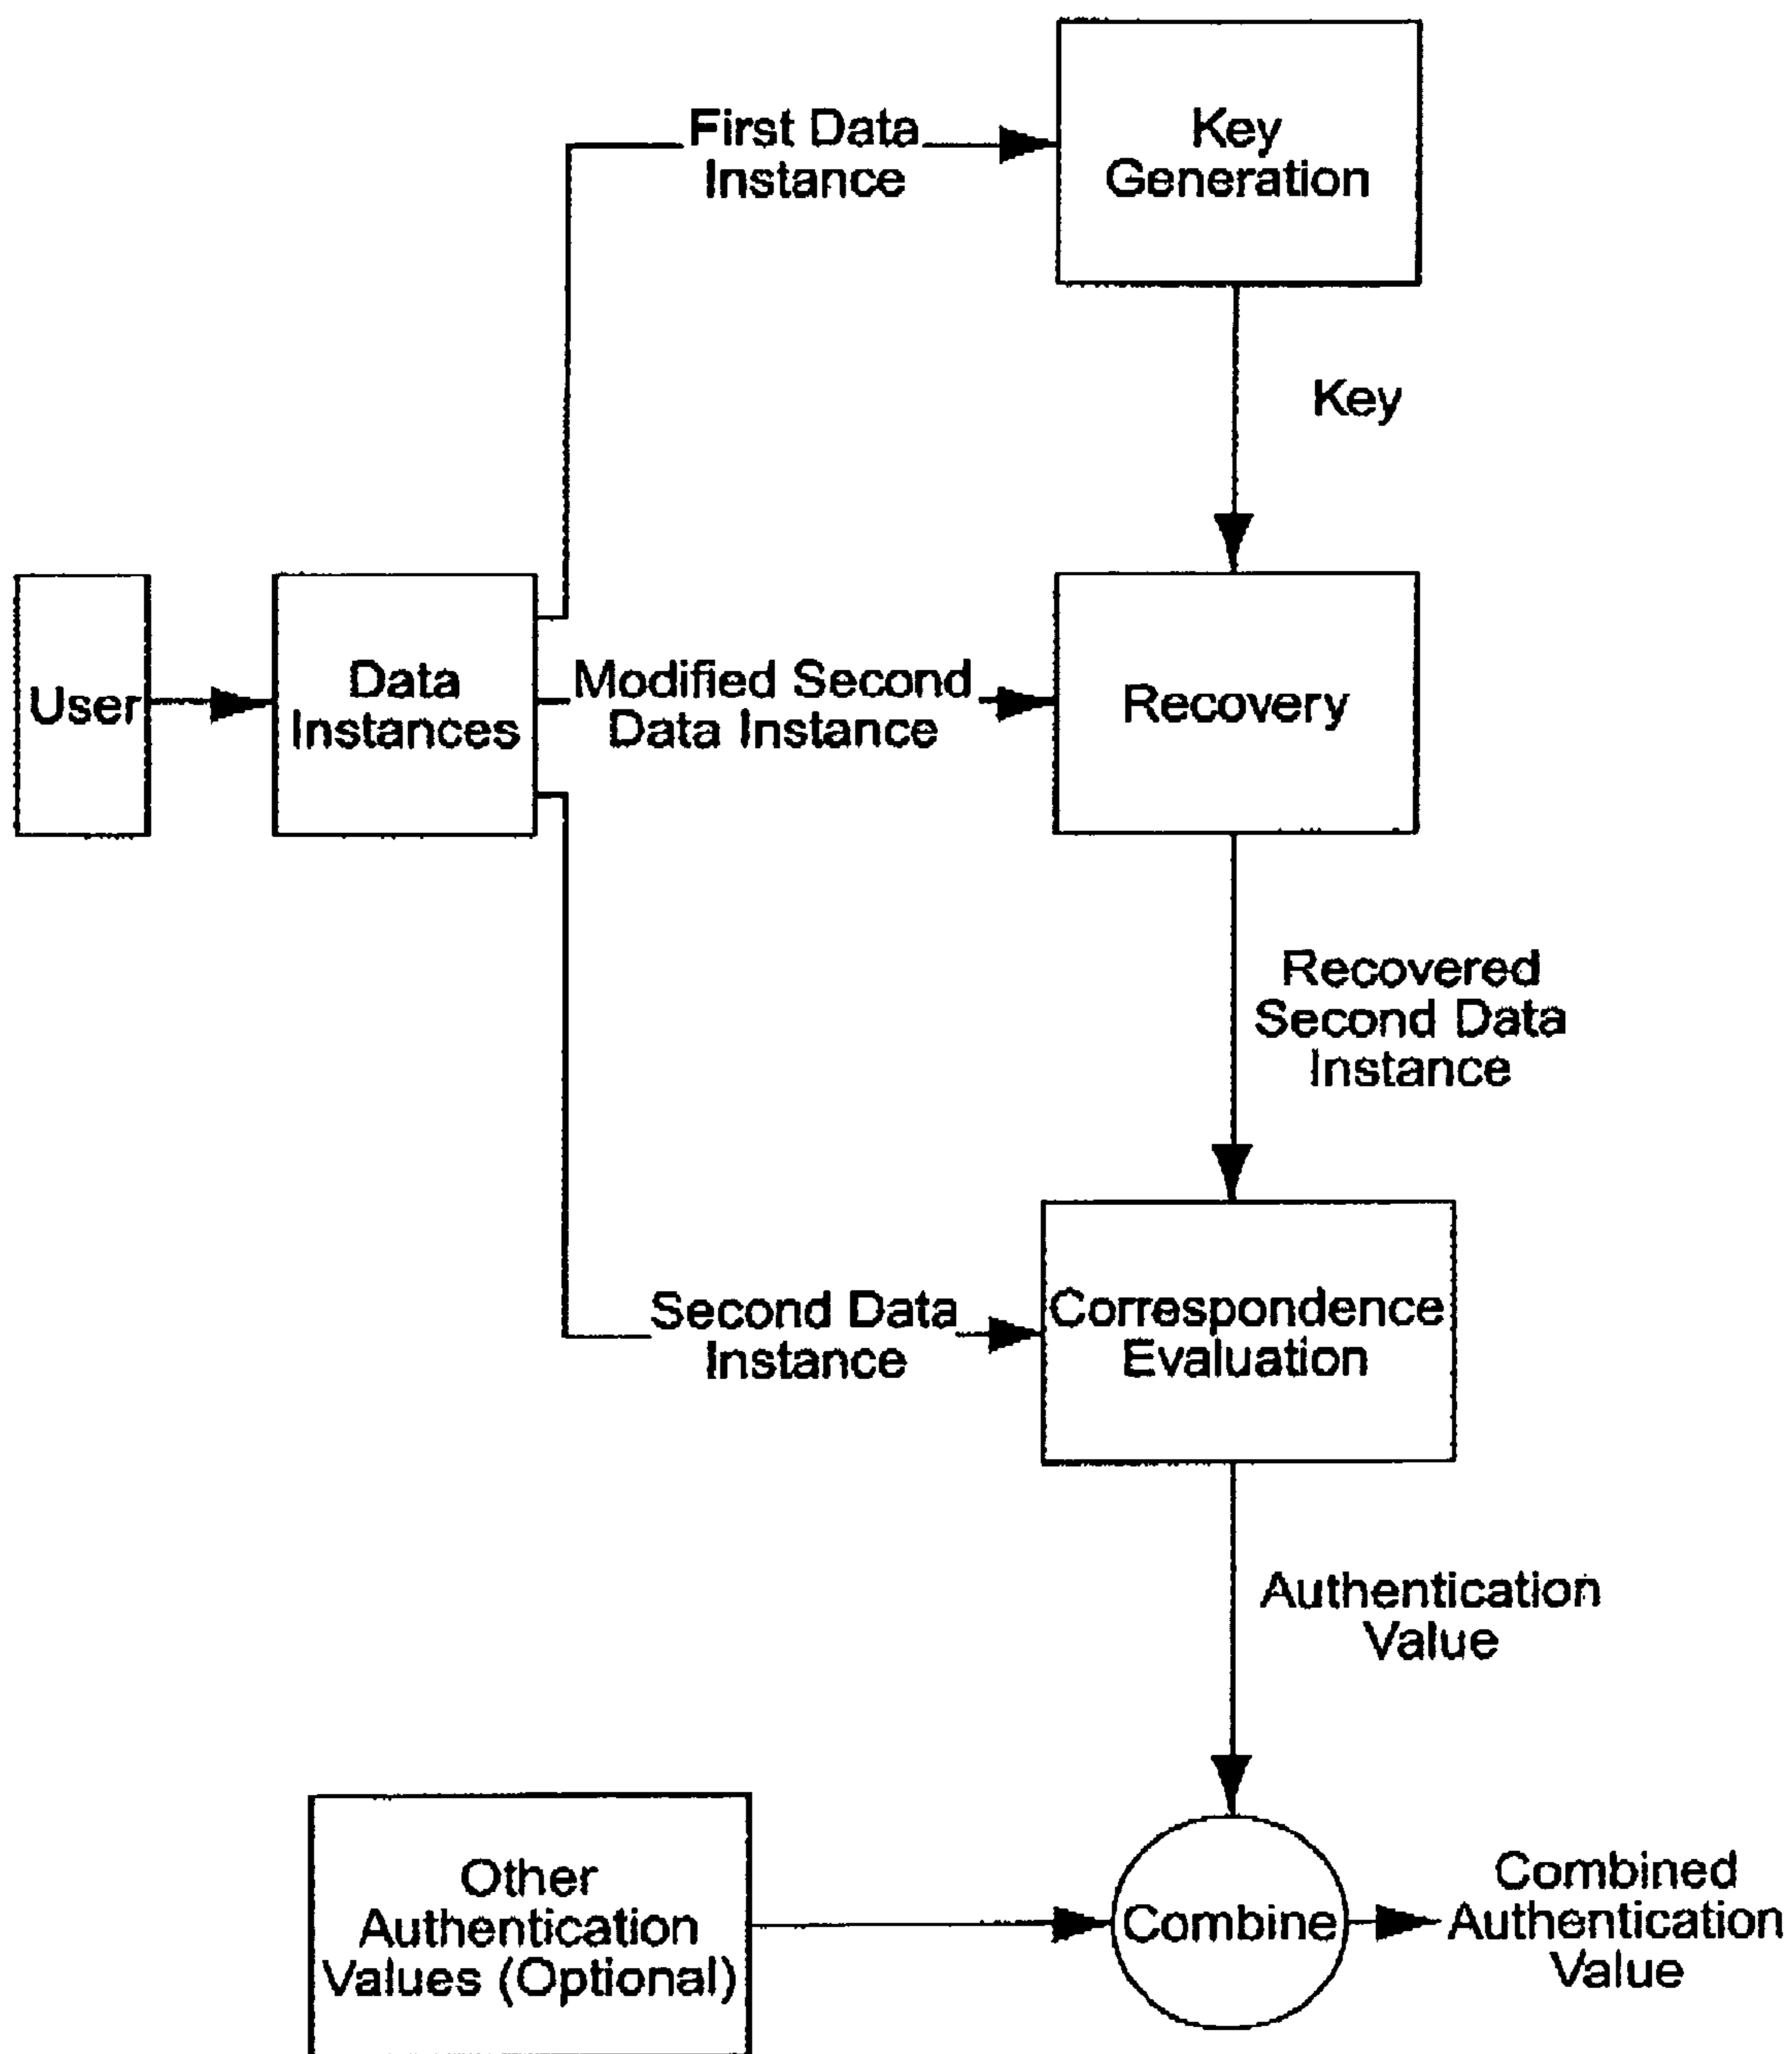 First Data
Instance
Key
Generation
Key
User
Data
Instances
Modified Second
Data Instance
Recovery
Recovered
Second Data
Instance
Second Data
Instance
Correspondence
Evaluation
Authentication
Value
Other
Authentication
Values (Optional)
Combine
Combined
Authentication
Value